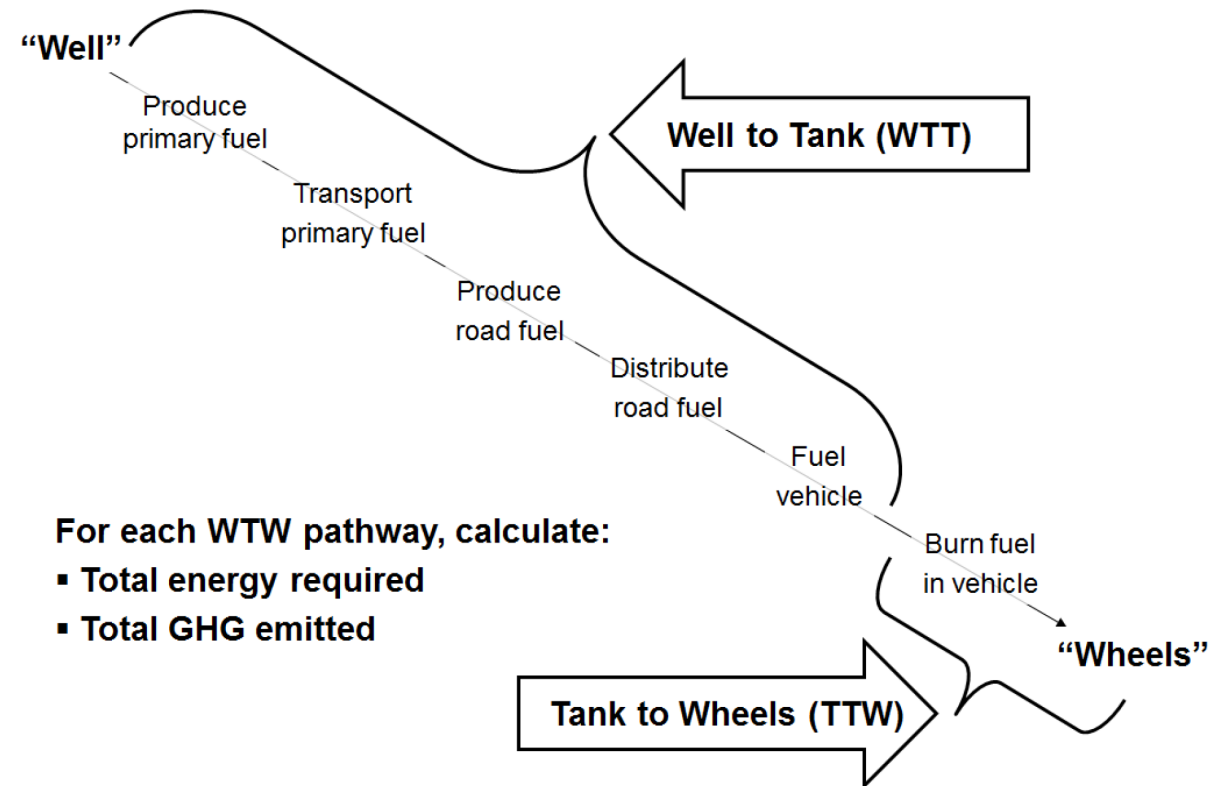 “Well”
Produce
primary fuel
Well to Tank (WTT)
Transport
primary fuel
Produce
road fuel
Distribute
road fuel
Fuel
vehicle
For each WTW pathway, calculate:
▪ Total energy required
▪ Total GHG emitted
Burn fuel
in vehicle
“Wheels”
Tank to Wheels (TTW)